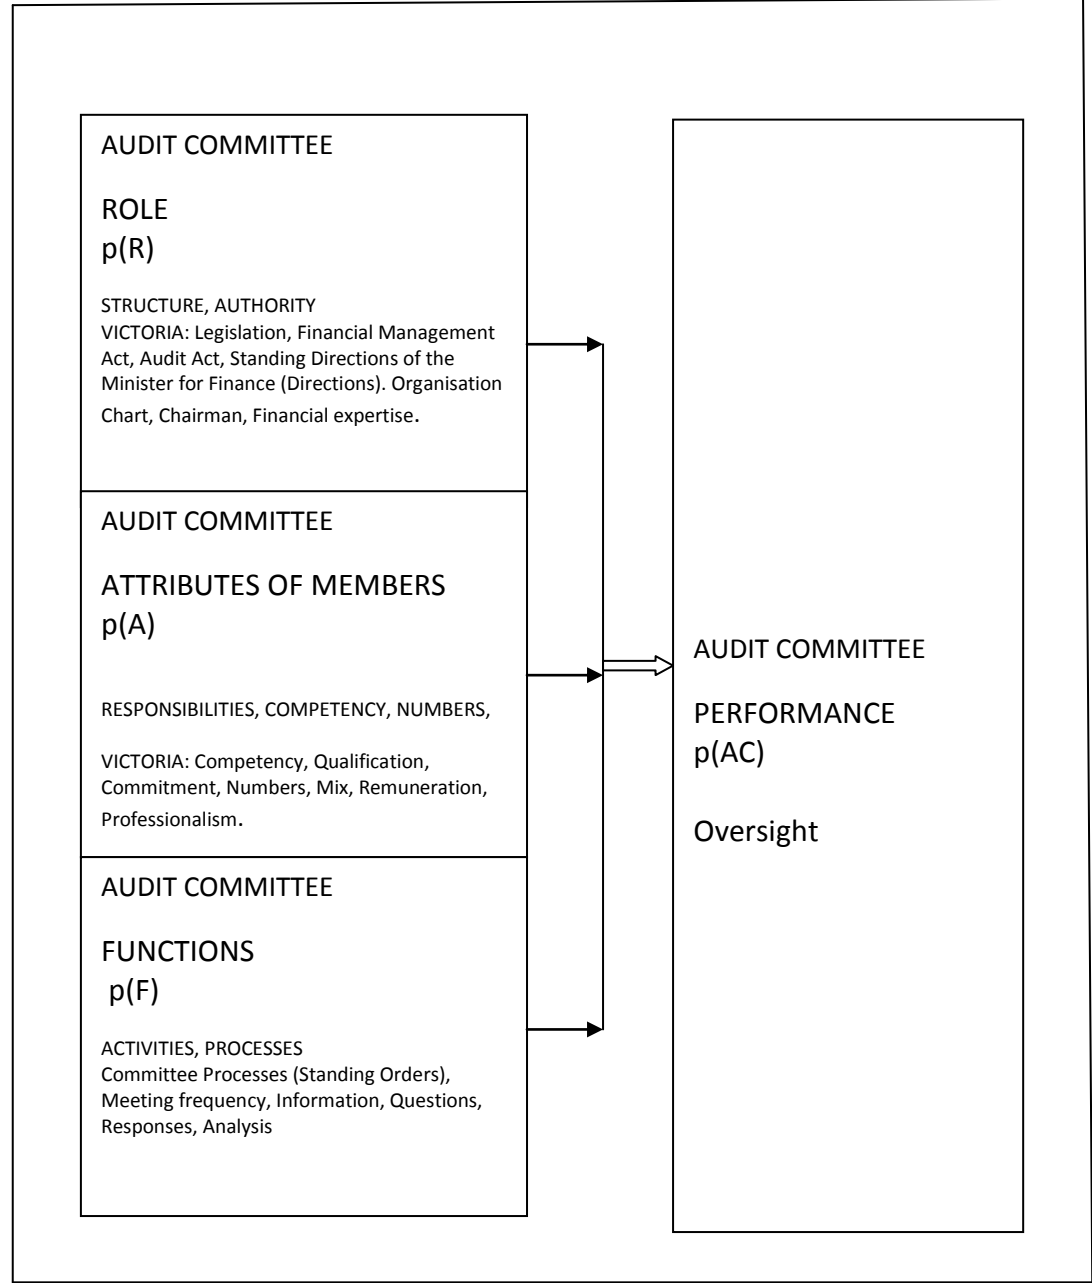 AUDIT COMMITTEE
ROLE
p(R)
STRUCTURE, AUTHORITY
VICTORIA: Legislation, Financial Management
Act, Audit Act, Standing Directions of the
Minister for Finance (Directions). Organisation
Chart, Chairman, Financial expertise.
AUDIT COMMITTEE
ATTRIBUTES OF MEMBERS
p(A)
RESPONSIBILITIES, COMPETENCY, NUMBERS,
VICTORIA: Competency, Qualification,
Commitment, Numbers, Mix, Remuneration,
Professionalism.
AUDIT COMMITTEE
FUNCTIONS
p(F)
ACTIVITIES, PROCESSES
Committee Processes (Standing Orders),
Meeting frequency, Information, Questions,
Responses, Analysis
AUDIT COMMITTEE
PERFORMANCE
p(AC)
Oversight